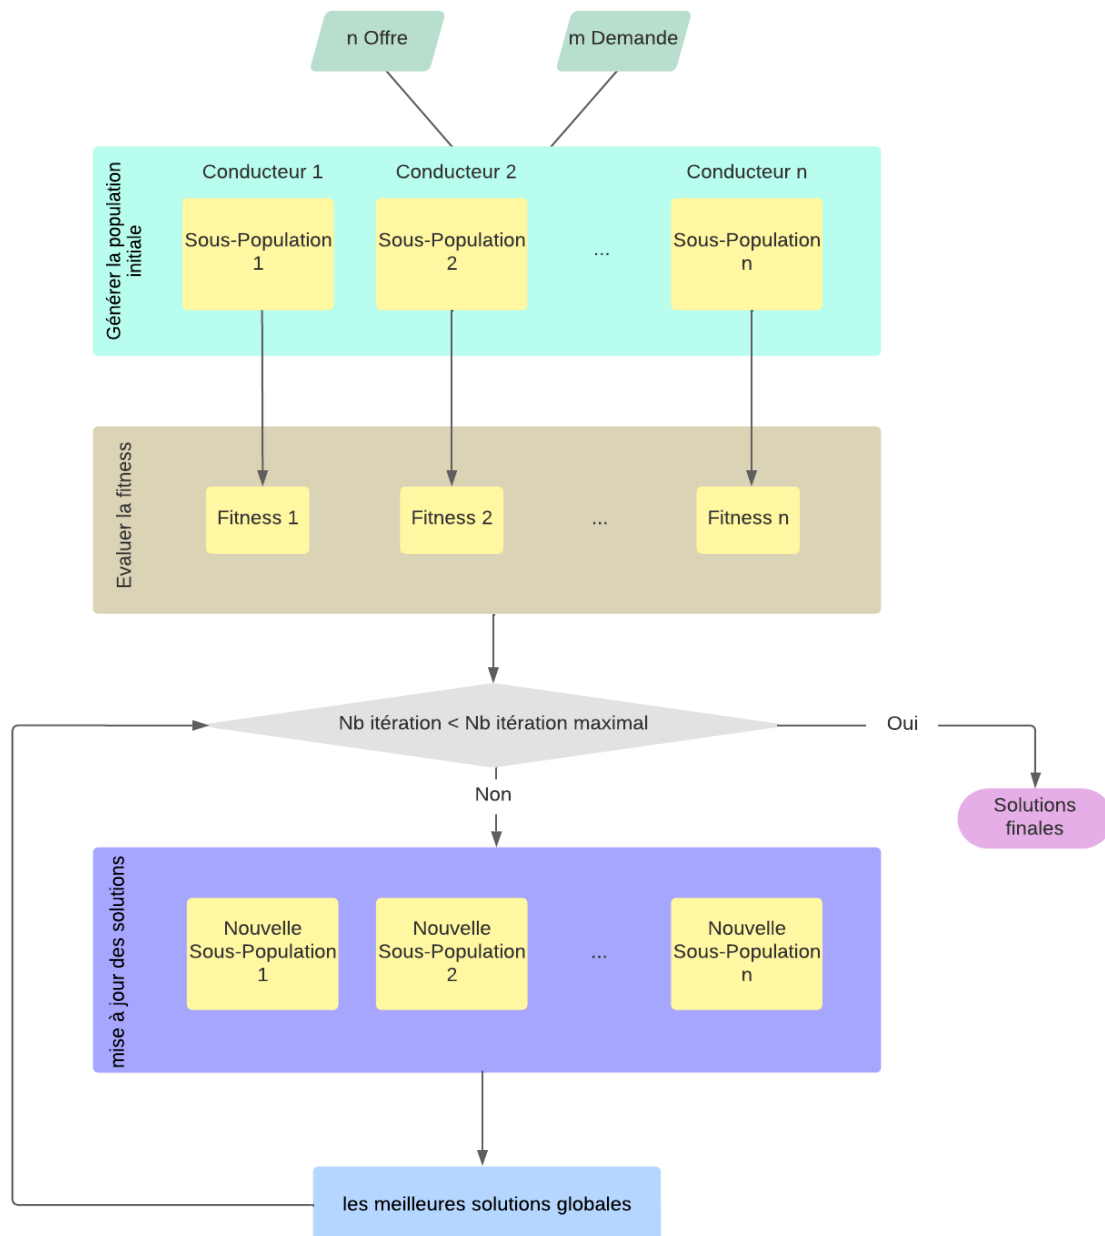 n Offre
m Demande
Générer la population
initiale
Conducteur 1
Conducteur 2
Conducteur n
Sous-Population
1
Sous-Population
2
...
Sous-Population
n
Evaluer la fitness
Fitness 1
Fitness 2
...
Fitness n
Nb itération < Nb itération maximal
Oui
Non
Solutions
finales
mise à jour des solutions
Nouvelle
Sous-Population
1
Nouvelle
Sous-Population
2
...
Nouvelle
Sous-Population
n
les meilleures solutions globales